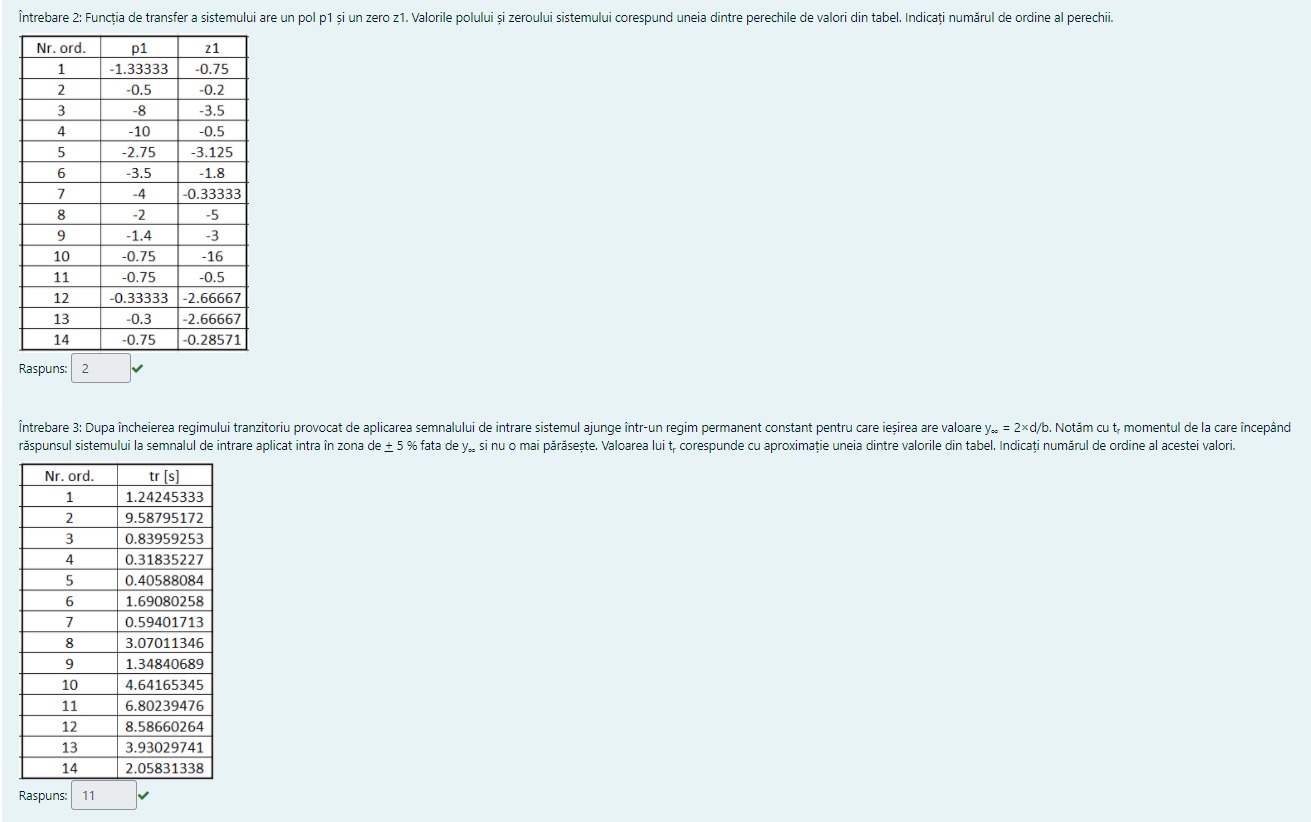 Întrebare 2: Funcția de transfer a sistemului are un pol p1 și un zero z1. Valorile polului și zeroului sistemului corespund uneia dintre perechile de valori din tabel. Indicați numărul de ordine al perechii.
Nr. ord. p1 z1
1 -1.33333 -0.75
2 -0.5 -0.2
3 -8 -3.5
4 -10 -0.5
5 -2.75 -3.125
6 -3.5 -1.8
7 -4 -0.33333
8 -2 -5
9 -1.4 -3
10 -0.75 -16
11 -0.75 -0.5
12 -0.33333 -2.66667
13 -0.3 -2.66667
14 -0.75 -0.28571
Raspuns: 2
Întrebare 3: Dupa încheierea regimului tranzitoriu provocat de aplicarea semnalului de intrare sistemul ajunge într-un regim permanent constant pentru care ieșirea are valoare y∞ = 2×d/b. Notăm cu tr momentul de la care începând
răspunsul sistemului la semnalul de intrare aplicat intra în zona de ± 5 % fata de y∞ si nu o mai părăsește. Valoarea lui tr corespunde cu aproximație uneia dintre valorile din tabel. Indicați numărul de ordine al acestei valori.
Nr. ord. tr [s]
1 1.24245333
2 9.58795172
3 0.83959253
4 0.31835227
5 0.40588084
6 1.69080258
7 0.59401713
8 3.07011346
9 1.34840689
10 4.64165345
11 6.80239476
12 8.58660264
13 3.93029741
14 2.05831338
Raspuns: 11